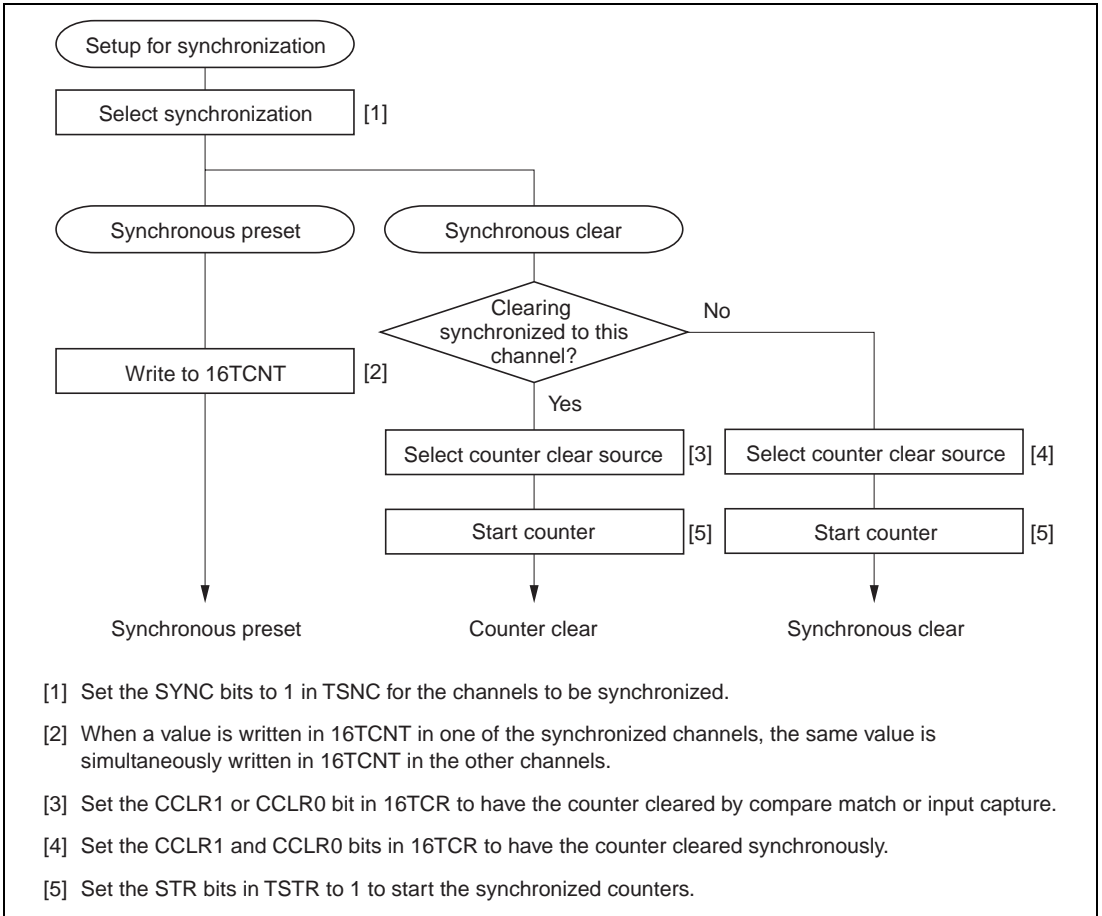 Setup for synchronization
Select synchronization [1]
Synchronous preset
Synchronous clear
Clearing
synchronized to this
channel?
No
Write to 16TCNT [2]
Yes
Select counter clear source [3]
Select counter clear source [4]
Start counter [5]
Start counter [5]
Synchronous preset
Counter clear
Synchronous clear
[1] Set the SYNC bits to 1 in TSNC for the channels to be synchronized.
[2] When a value is written in 16TCNT in one of the synchronized channels, the same value is
simultaneously written in 16TCNT in the other channels.
[3] Set the CCLR1 or CCLR0 bit in 16TCR to have the counter cleared by compare match or input capture.
[4] Set the CCLR1 and CCLR0 bits in 16TCR to have the counter cleared synchronously.
[5] Set the STR bits in TSTR to 1 to start the synchronized counters.